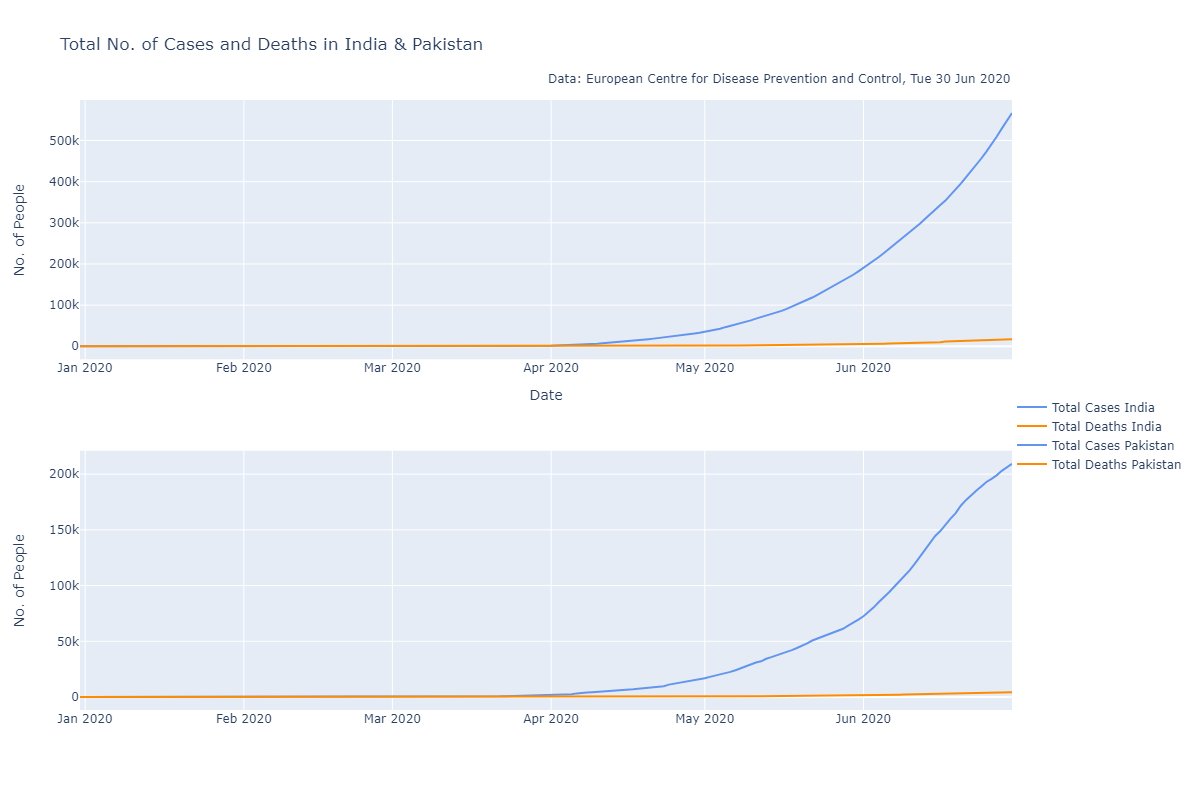 Total No. of Cases and Deaths in India & Pakistan
Data: European Centre for Disease Prevention and Control, Tue 30 Jun 2020
No. of People
500k
400k
300k
200k
100k
0
Jan 2020 Feb 2020 Mar 2020 Apr 2020 May 2020 Jun 2020
Date
Total Cases India
Total Deaths India
Total Cases Pakistan
Total Deaths Pakistan
No. of People
200k
150k
100k
50k
0
Jan 2020 Feb 2020 Mar 2020 Apr 2020 May 2020 Jun 2020